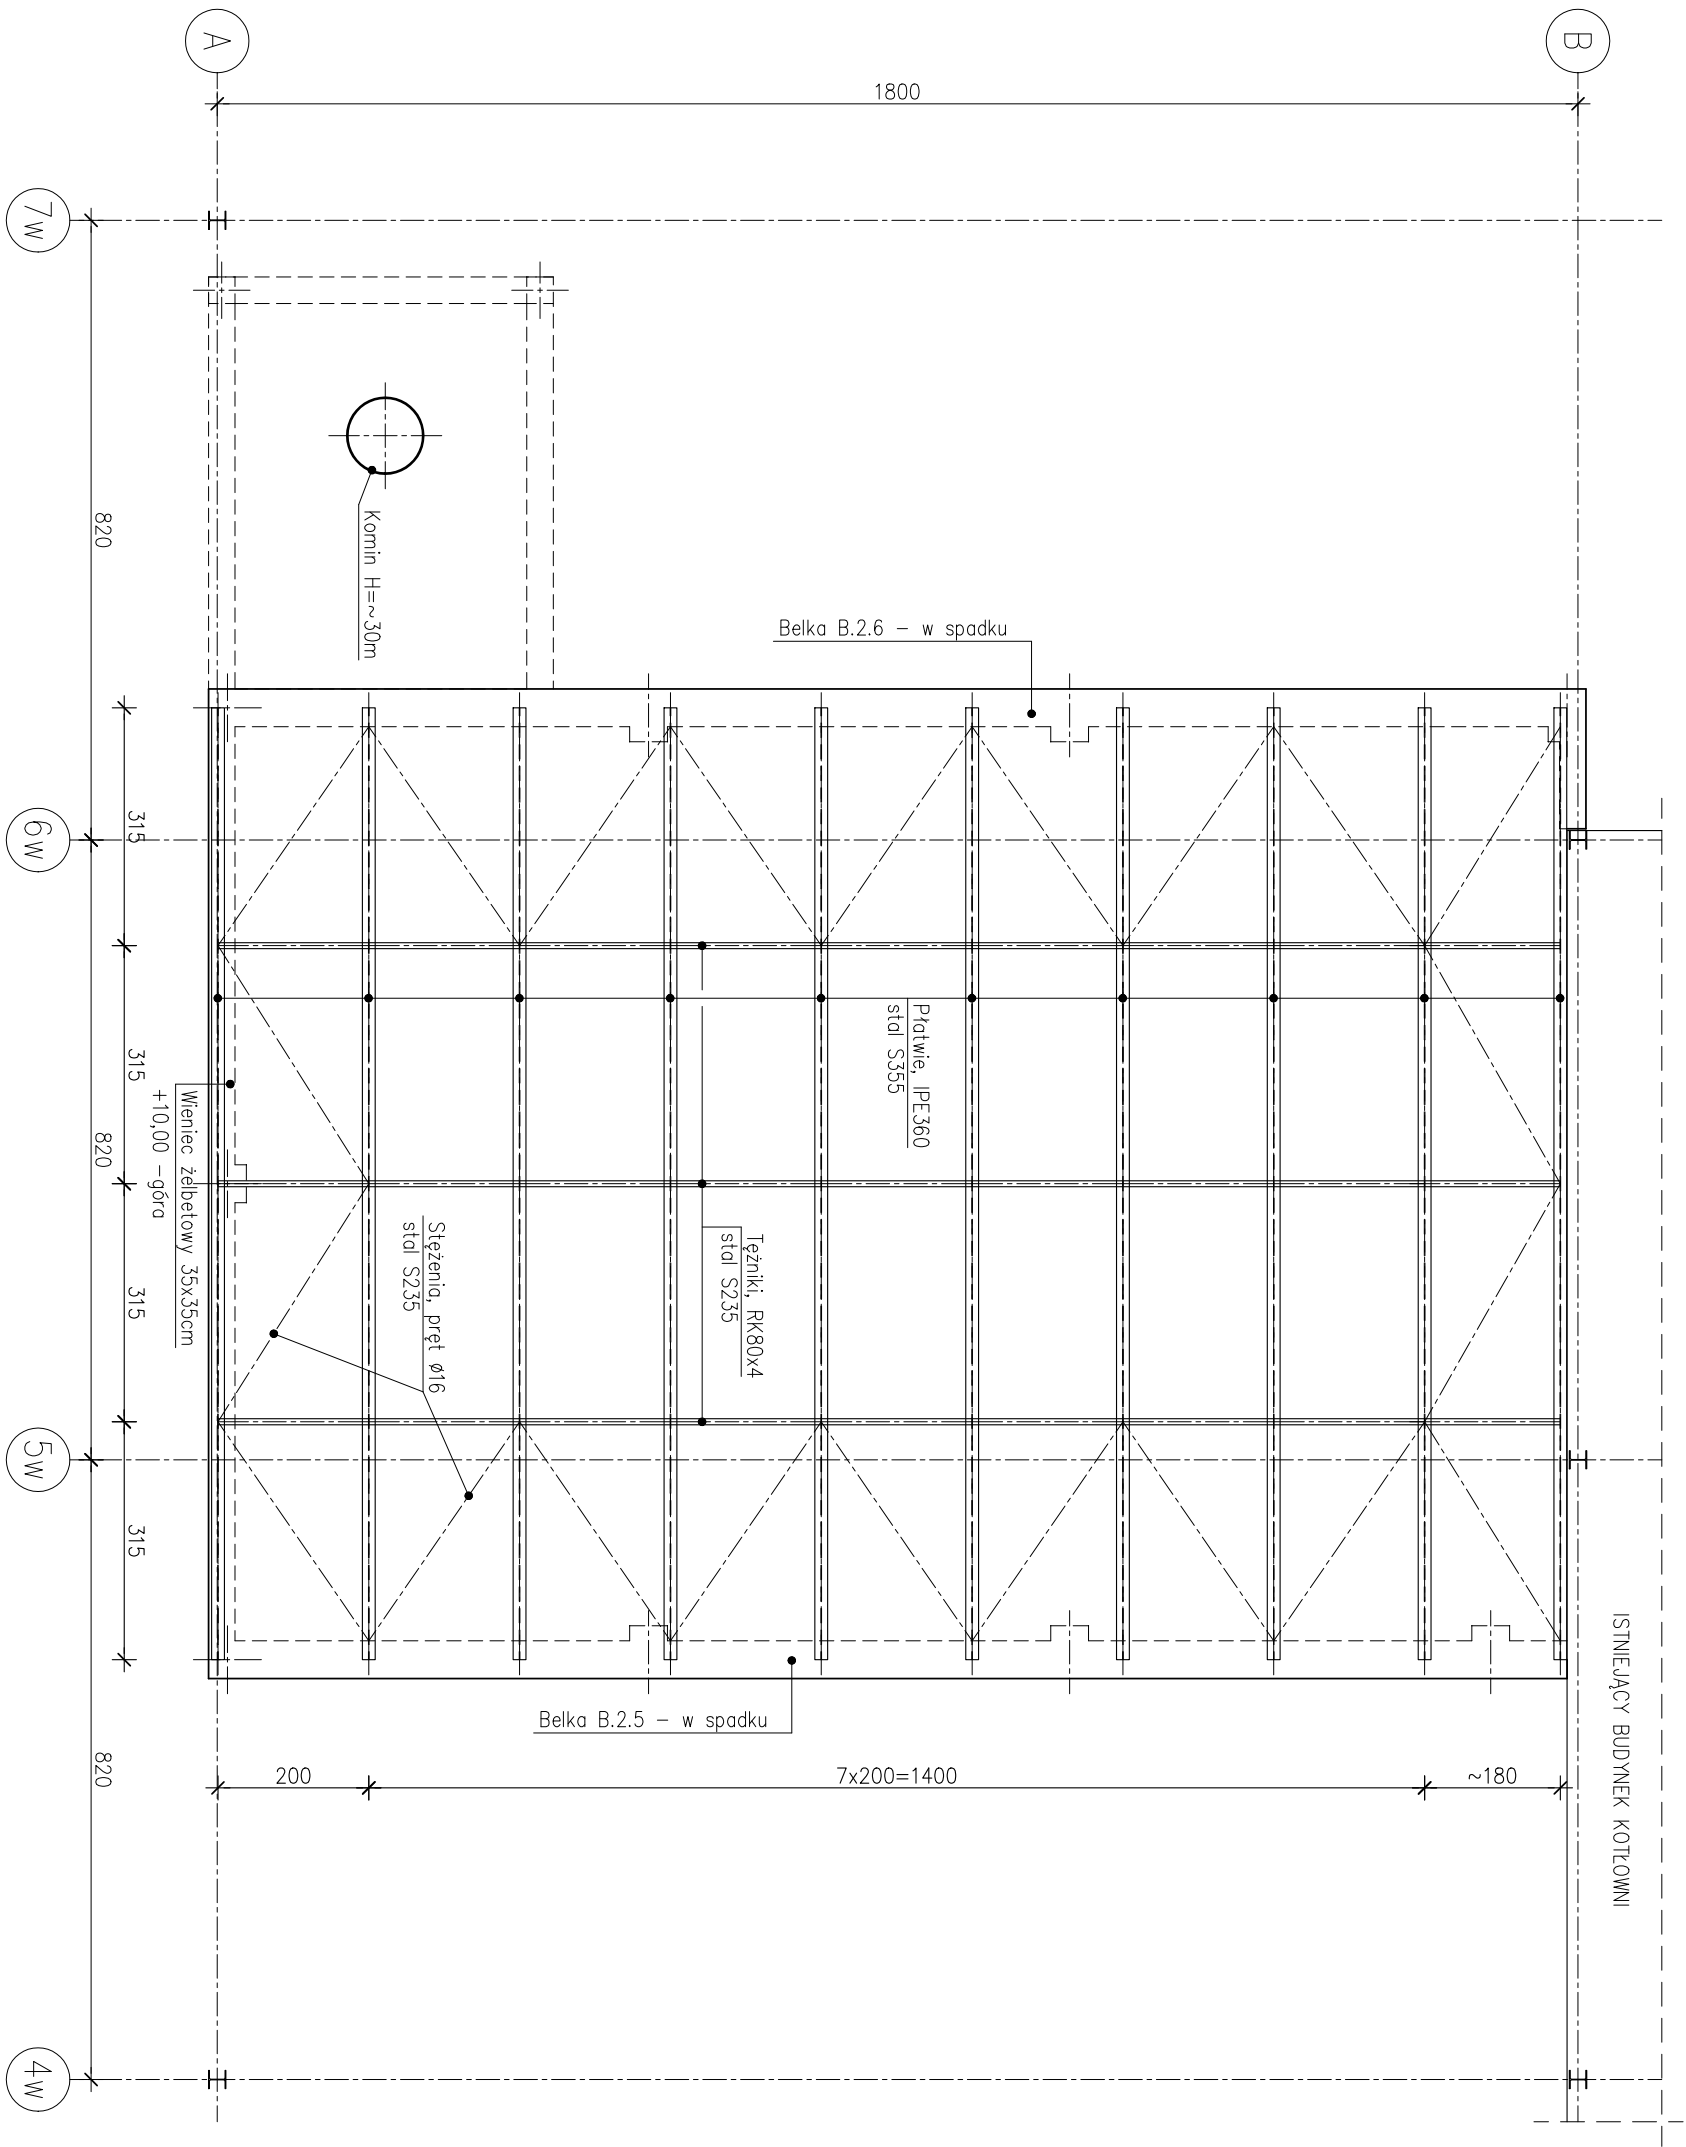 A
B
1800
7w
820
Komin H=~30m
Belka B.2.6 – w spadku
315
6w
Płatwie, IPE360
stal S355
315
Wieniec żelbetowy 35x35cm
+10,00 –góra
820
Tężniki, RK80x4
stal S235
Stężenia, pręt ø16
stal S235
315
5w
315
ISTNIEJĄCY BUDYNEK KOTŁOWNI
Belka B.2.5 – w spadku
820
200
7x200=1400
~180
4w